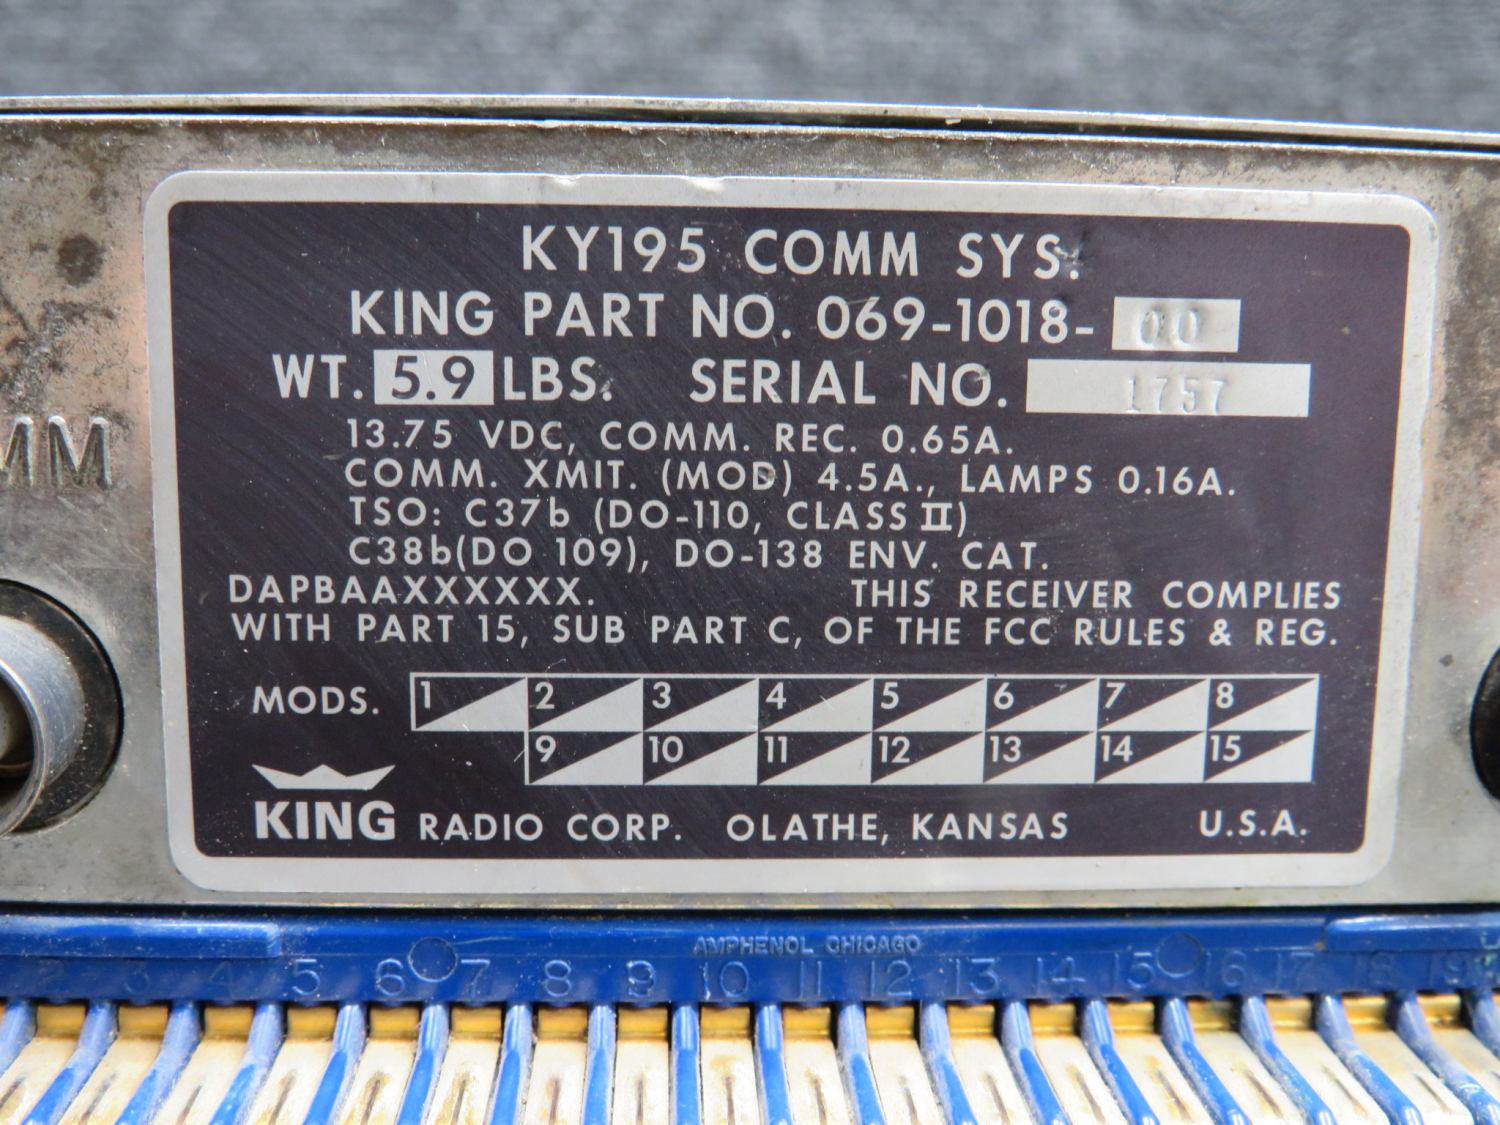 KY195 COMM SYS.
KING PART NO. 069-1018- 00
WT. 5.9 LBS. SERIAL NO. 1757
13.75 VDC, COMM. REC. 0.65A.
COMM. XMIT. (MOD) 4.5A., LAMPS 0.16A.
TSO: C37b (DO-110, CLASS II)
C38b(DO 109), DO-138 ENV. CAT.
DAPBAAXXXXXX. THIS RECEIVER COMPLIES
WITH PART 15, SUB PART C, OF THE FCC RULES & REG.
MODS. 1 2 3 4 5 6 7 8
9 10 11 12 13 14 15
KING RADIO CORP. OLATHE, KANSAS U.S.A.
AMPHENOL CHICAGO
2 3 4 5 6 7 8 9 10 11 12 13 14 15 16 17 18 19